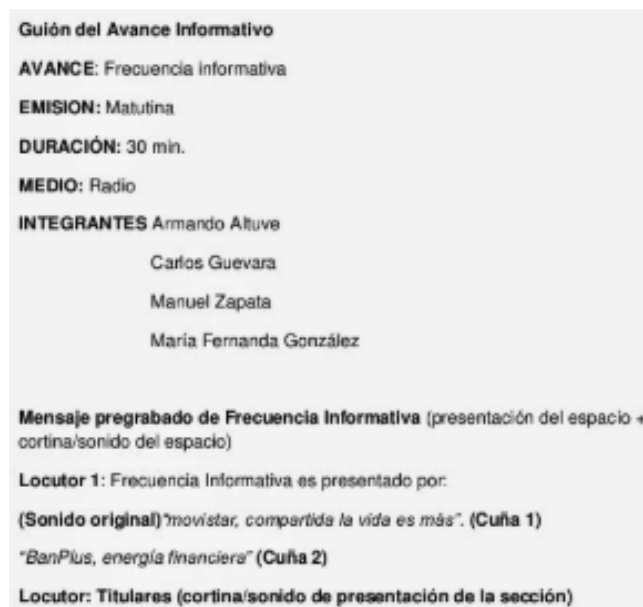 Guión del Avance Informativo
AVANCE: Frecuencia informativa
EMISION: Matutina
DURACIÓN: 30 min.
MEDIO: Radio
INTEGRANTES Armando Altuve
Carlos Guevara
Manuel Zapata
María Fernanda González
Mensaje pregrabado de Frecuencia Informativa (presentación del espacio +
cortina/sonido del espacio)
Locutor 1: Frecuencia Informativa es presentado por:
(Sonido original)"movistar, compartida la vida es más". (Cuña 1)
"BanPlus, energía financiera" (Cuña 2)
Locutor: Titulares (cortina/sonido de presentación de la sección)